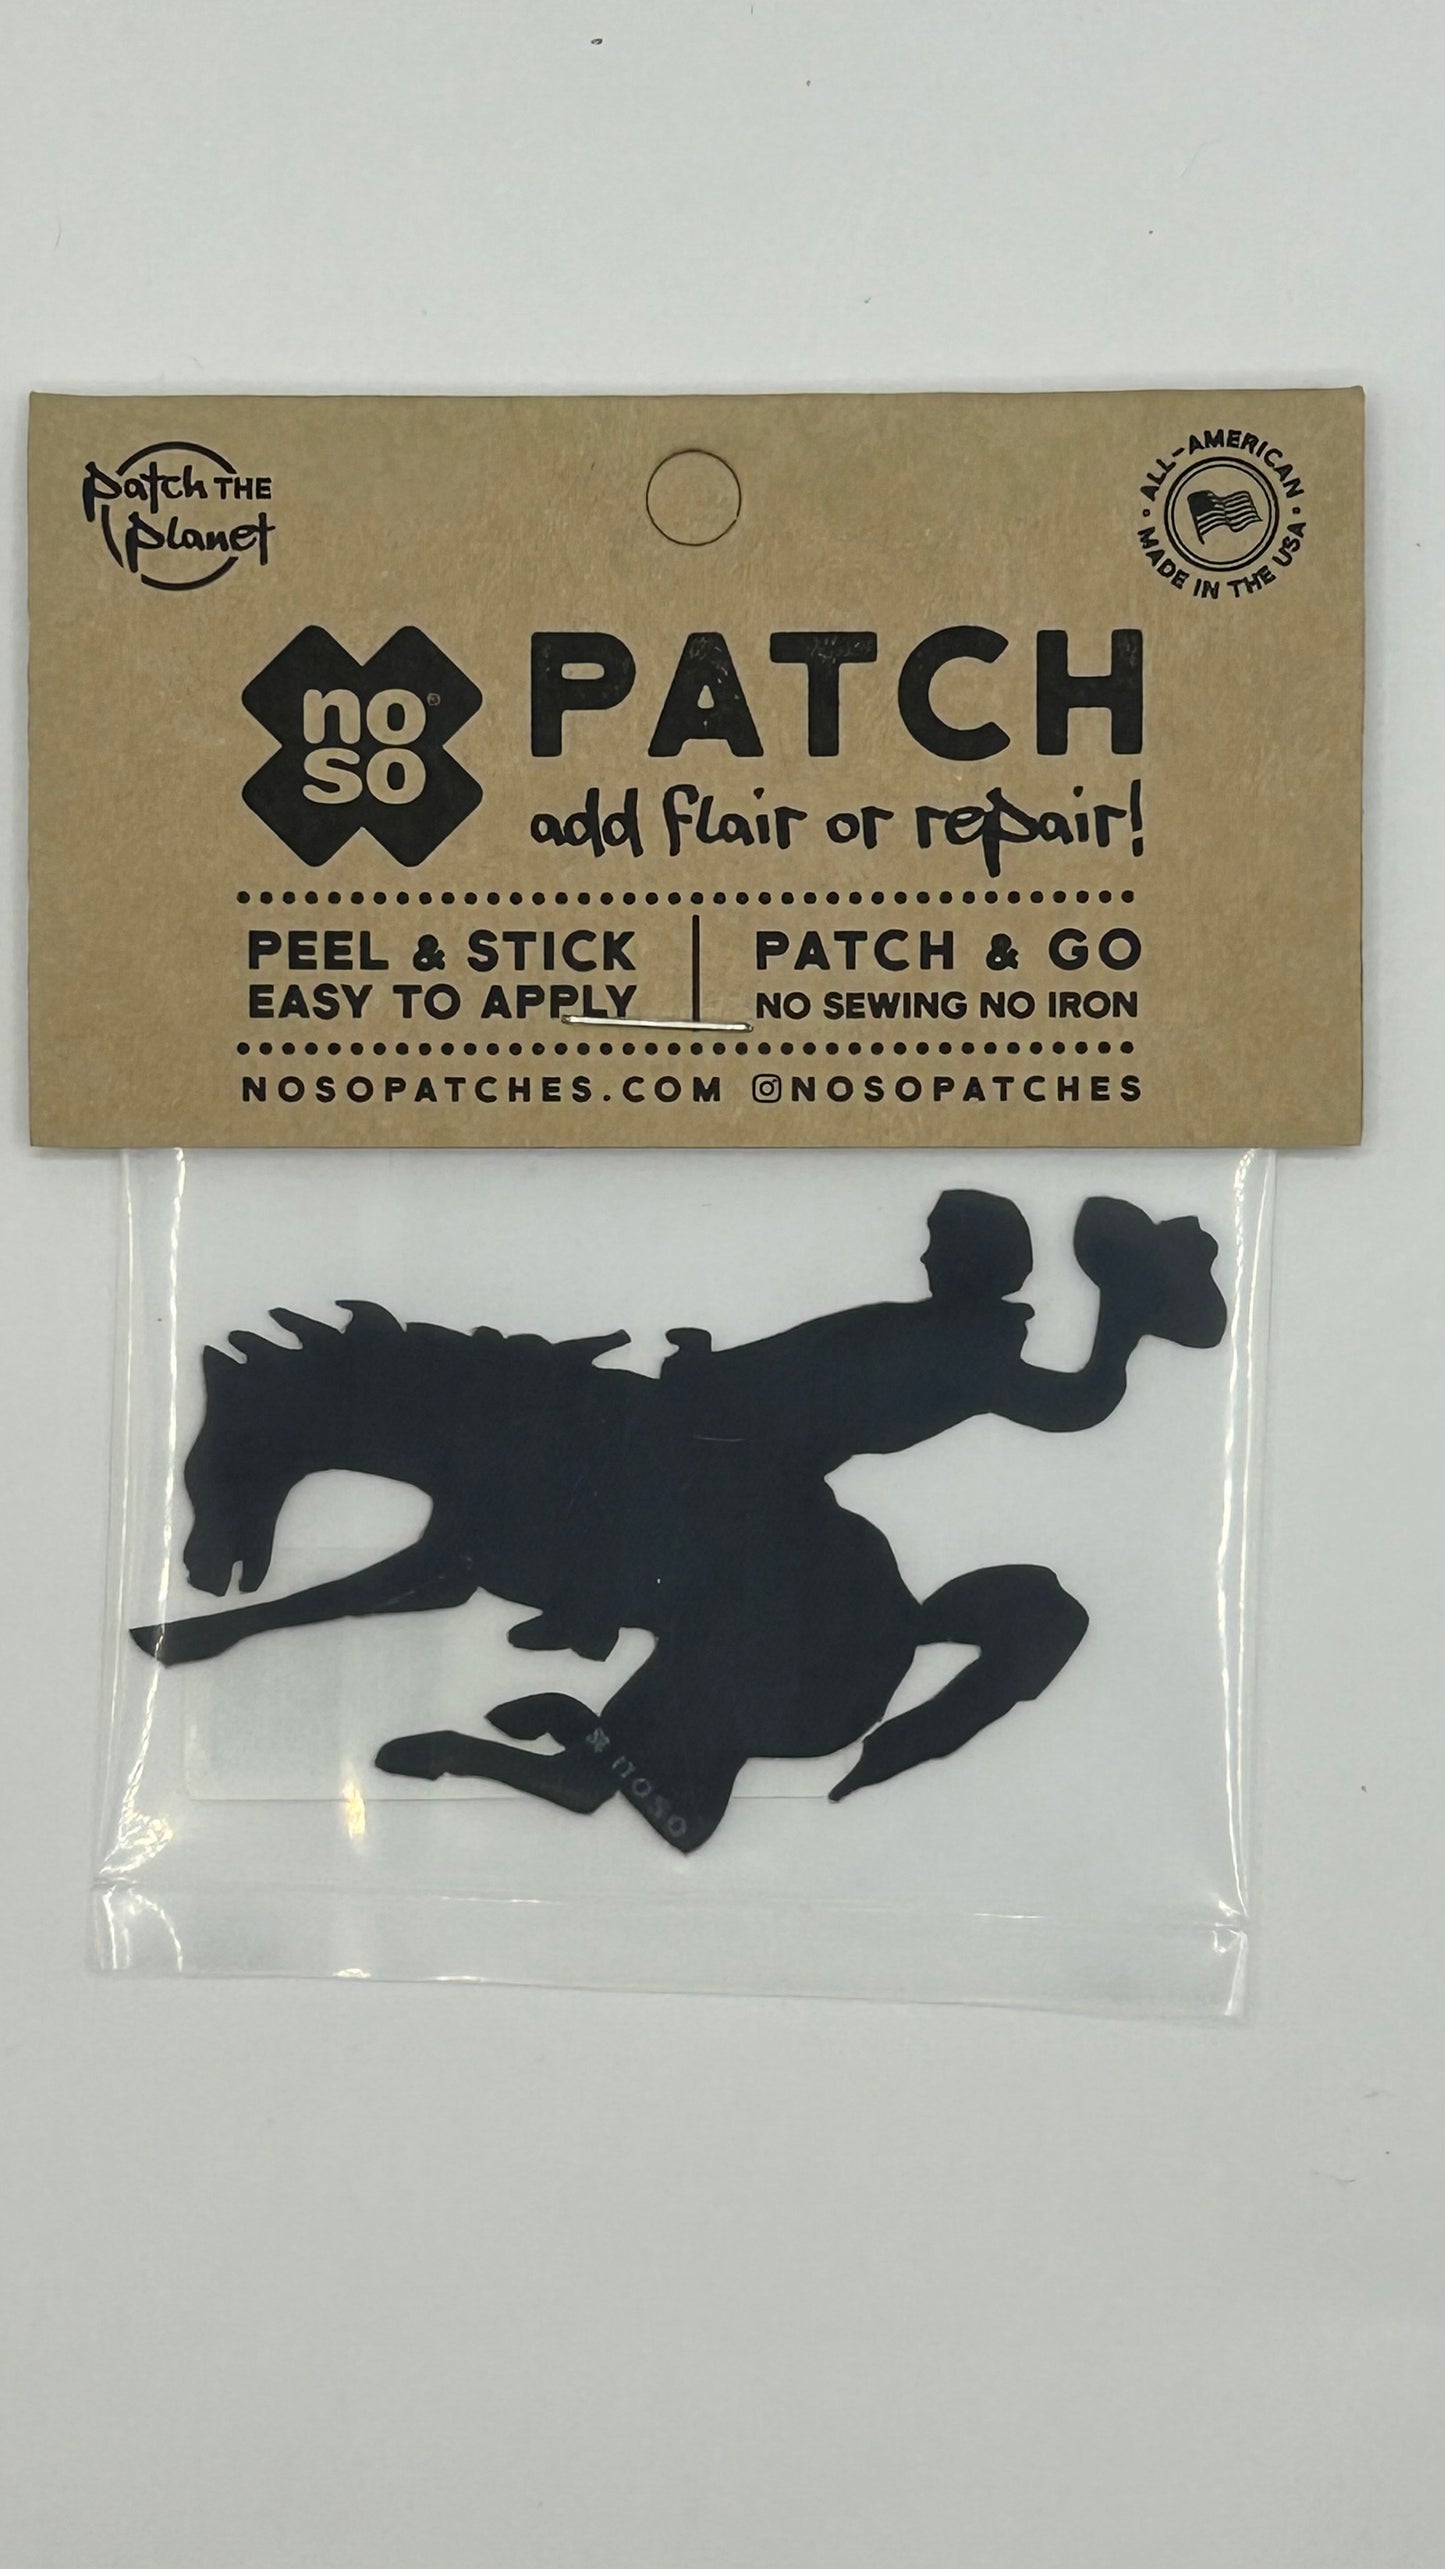 patch THE
planet
· ALL-AMERICAN ·
MADE IN THE USA
no®
so
PATCH
add flair or repair!
PEEL & STICK
EASY TO APPLY
PATCH & GO
NO SEWING NO IRON
NOSOPATCHES.COM NOSOPATCHES
noso